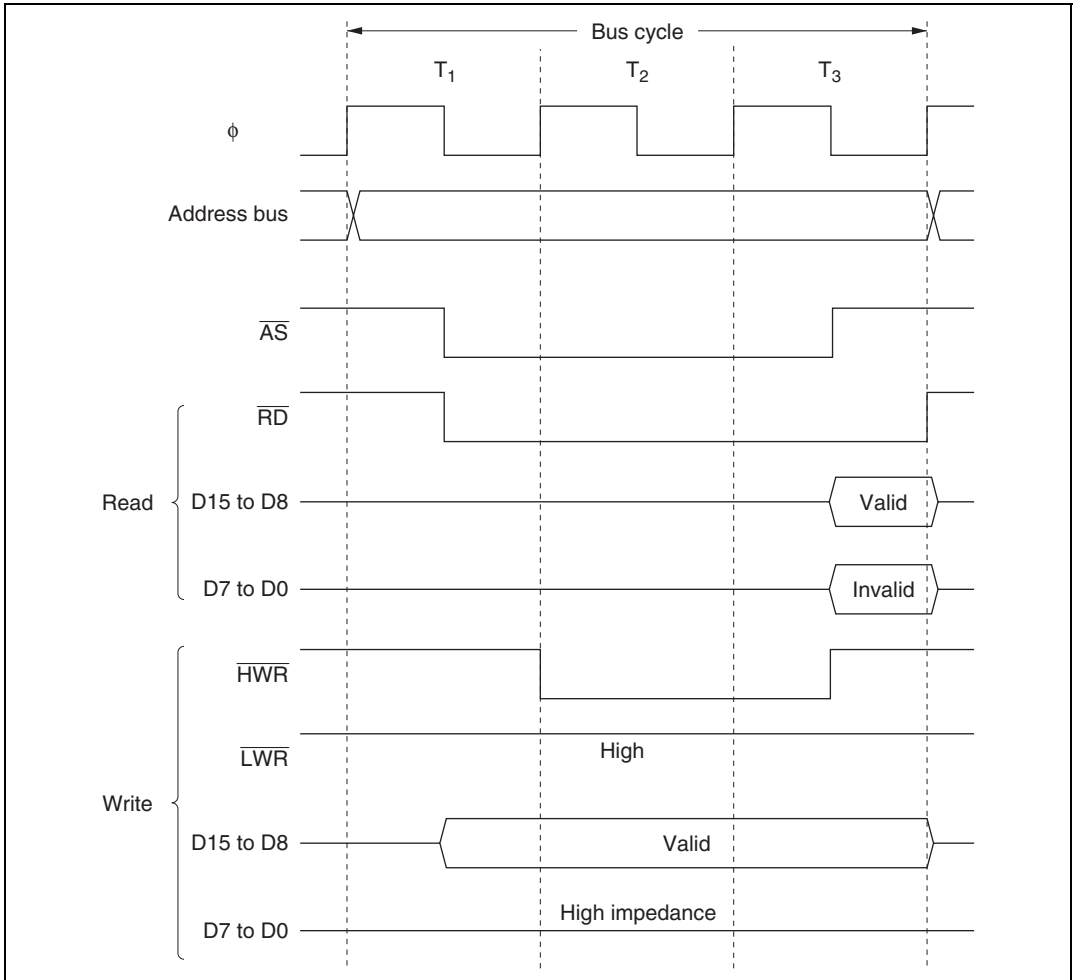 Bus cycle
T1 T2 T3
ϕ
Address bus
AS
RD
Read
D15 to D8 Valid
D7 to D0 Invalid
HWR
LWR High
Write
D15 to D8 Valid
D7 to D0 High impedance